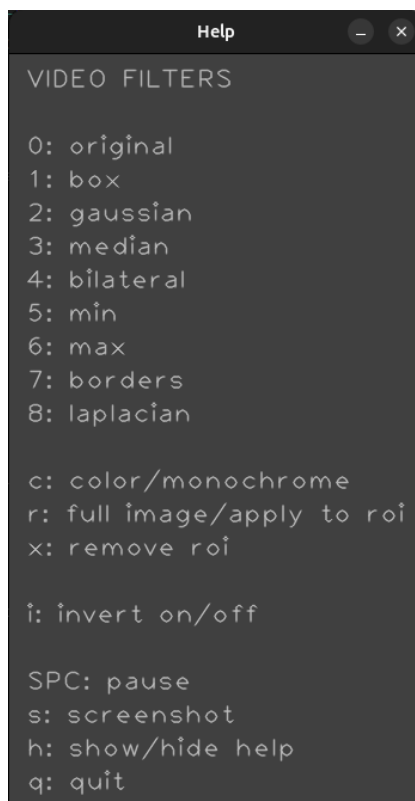 Help
VIDEO FILTERS
0: original
1: box
2: gaussian
3: median
4: bilateral
5: min
6: max
7: borders
8: laplacian
c: color/monochrome
r: full image/apply to roi
x: remove roi
i: invert on/off
SPC: pause
s: screenshot
h: show/hide help
q: quit